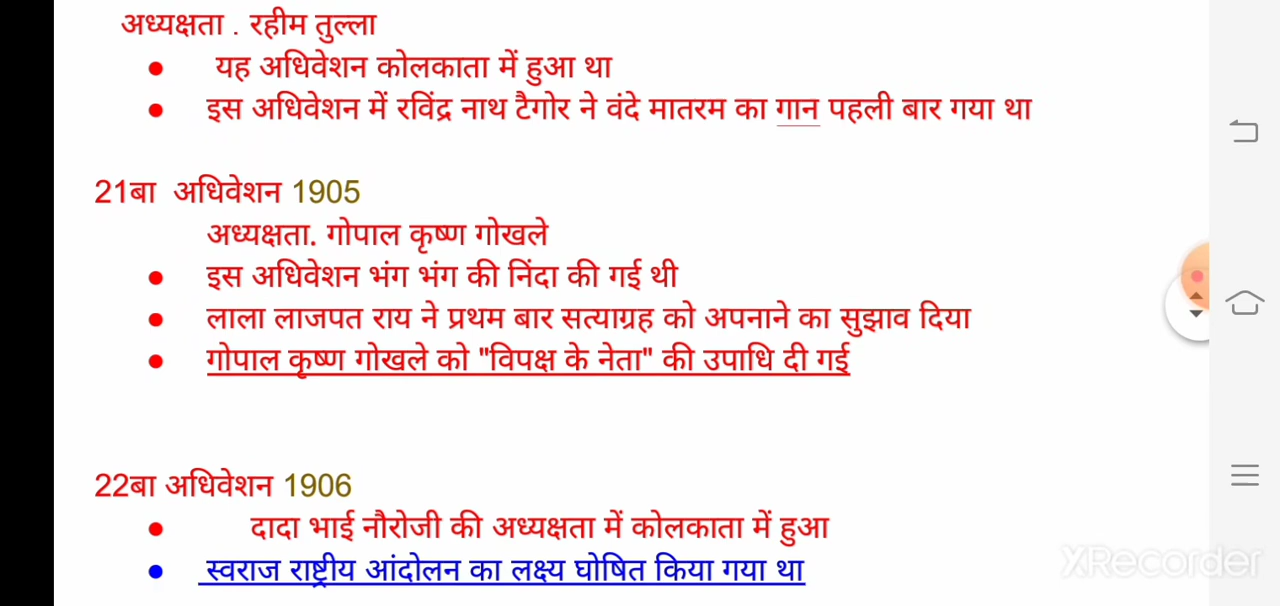 अध्यक्षता . रहीम तुल्ला
● यह अधिवेशन कोलकाता में हुआ था
● इस अधिवेशन में रविंद्र नाथ टैगोर ने वंदे मातरम का गान पहली बार गया था
21बा अधिवेशन 1905
अध्यक्षता. गोपाल कृष्ण गोखले
● इस अधिवेशन भंग भंग की निंदा की गई थी
● लाला लाजपत राय ने प्रथम बार सत्याग्रह को अपनाने का सुझाव दिया
● गोपाल कृष्ण गोखले को "विपक्ष के नेता" की उपाधि दी गई
22बा अधिवेशन 1906
● दादा भाई नौरोजी की अध्यक्षता में कोलकाता में हुआ
● स्वराज राष्ट्रीय आंदोलन का लक्ष्य घोषित किया गया था
XRecorder